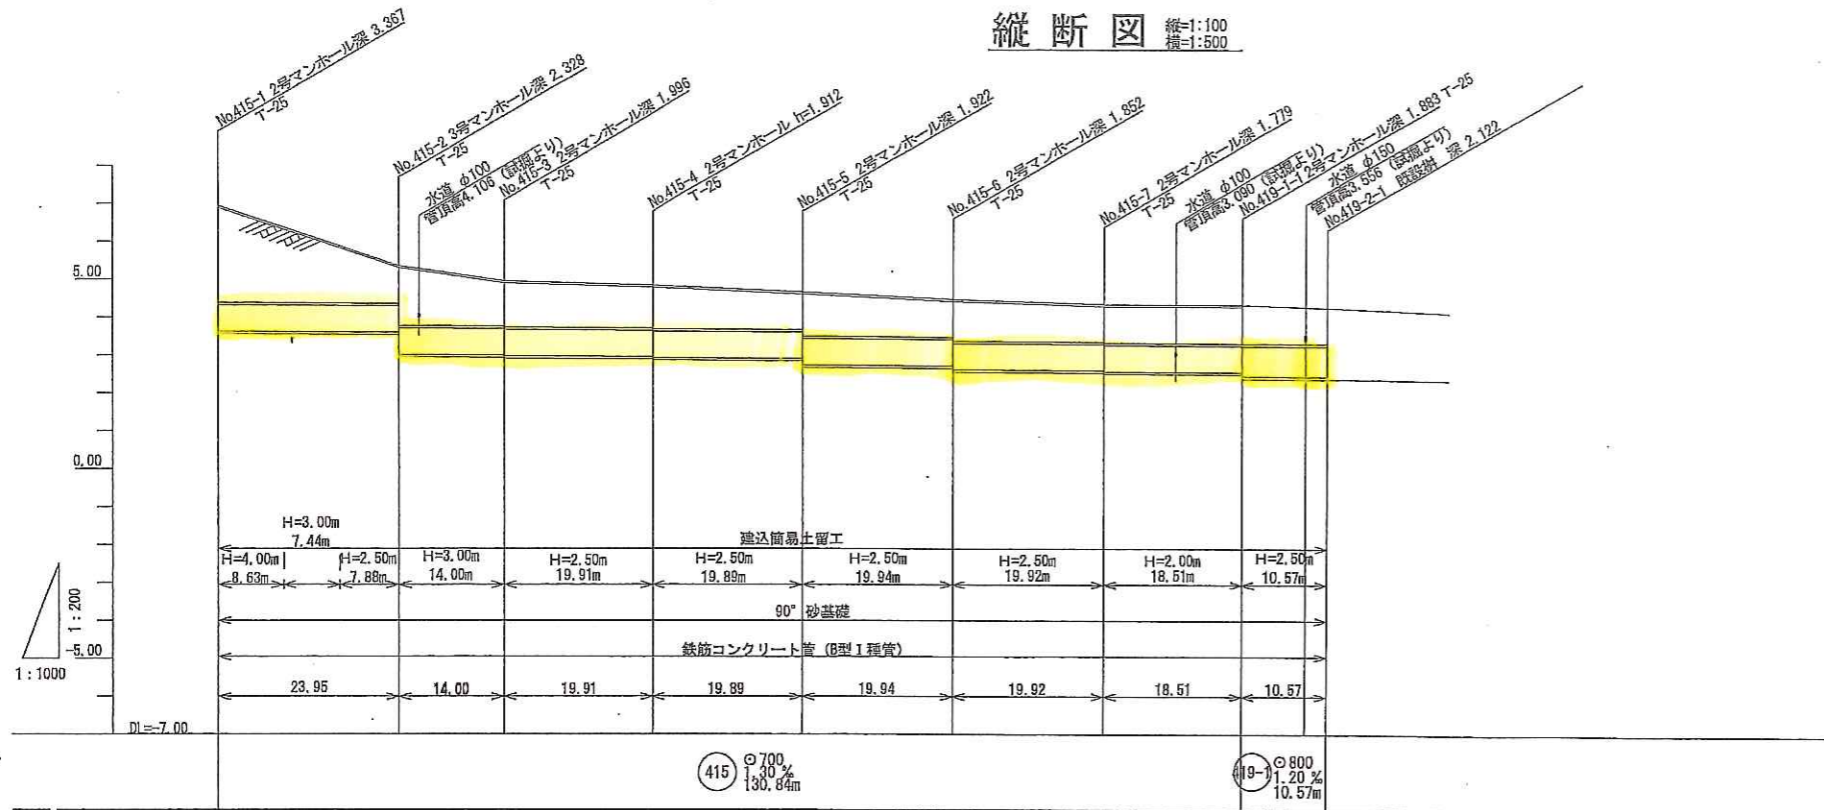 縦断図
縦=1:100
横=1:500
No.415-1 2号マンホール深 3.367
T-25
No.415-2 3号マンホール深 2.328
T-25
水道 φ100
管頂高4.106 (試掘より)
No.415-3 2号マンホール深 1.996
T-25
No.415-4 2号マンホール h=1.912
T-25
No.415-5 2号マンホール深 1.922
T-25
No.415-6 2号マンホール深 1.852
T-25
No.415-7 2号マンホール深 1.779
T-25
水道 φ100
管頂高3.090 (試掘より)
No.419-1-1 2号マンホール深 1.883 T-25
水道 φ150
管頂高3.556 (試掘より)
No.419-2-1 既設桝 深 2.122
5.00
0.00
-5.00
DL=-7.00
1:200
1:1000
H=3.00m
7.44m
建込簡易土留工
H=4.00m
8.63m
H=2.50m
7.88m
H=3.00m
14.00m
H=2.50m
19.91m
H=2.50m
19.89m
H=2.50m
19.94m
H=2.50m
19.92m
H=2.00m
18.51m
H=2.50m
10.57m
90° 砂基礎
鉄筋コンクリート管 (B型Ⅰ種管)
23.95
14.00
19.91
19.89
19.94
19.92
18.51
10.57
415
⊙700
1.30 ‰
130.84m
419-1
⊙800
1.20 ‰
10.57m